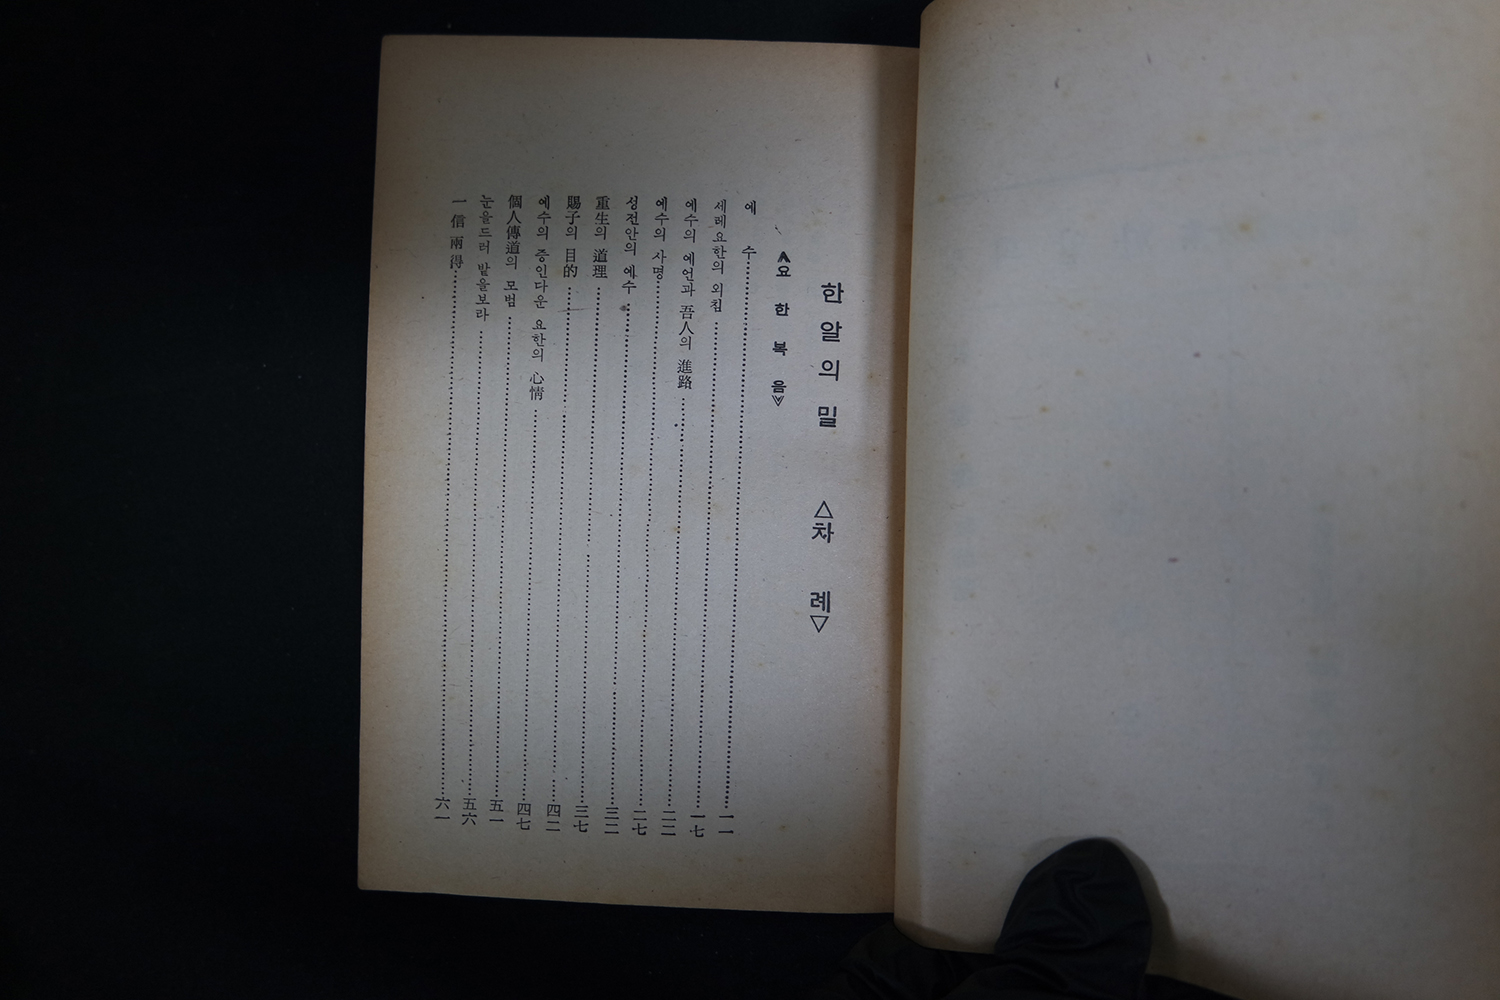 한알의밀 △차 례▽
≪요 한 복 음≫
예 수 …… 一一
세레요한의 외침 …… 一七
예수의 예언과 吾人의 進路 …… 二二
예수의 사명 …… 二七
성전안의 예수 …… 三二
重生의 道理 …… 三七
賜子의 目的 …… 四二
예수의 증인다운 요한의 心情 …… 四七
個人傳道의 모범 …… 五一
눈을드러 밭을보라 …… 五六
一信兩得 …… 六一